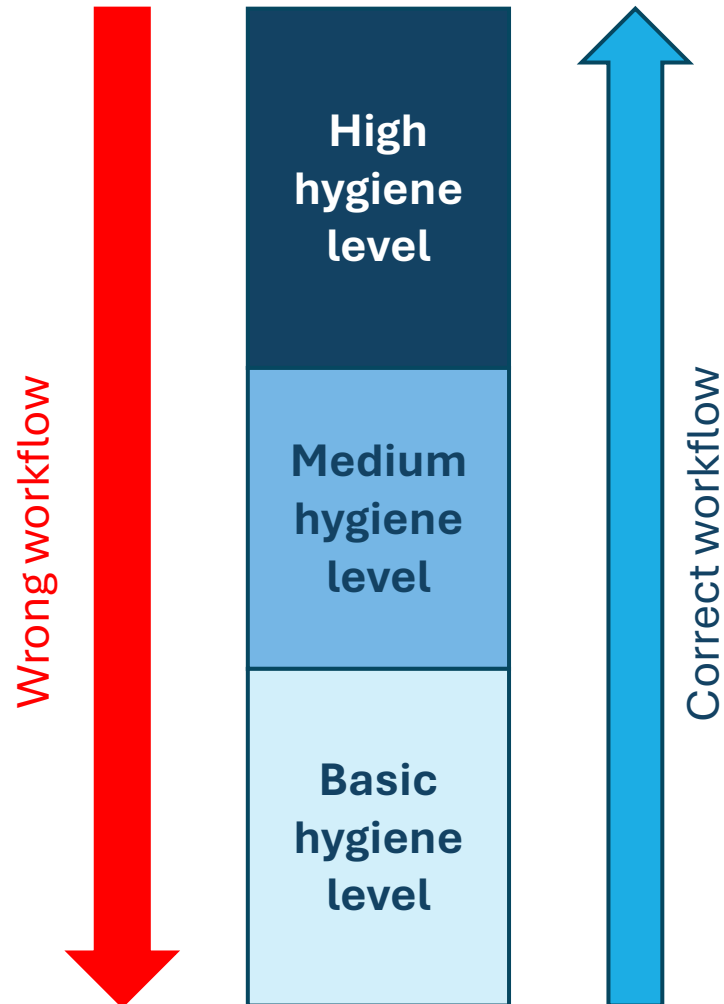 High
hygiene
level
Wrong workflow
Medium
hygiene
level
Correct workflow
Basic
hygiene
level